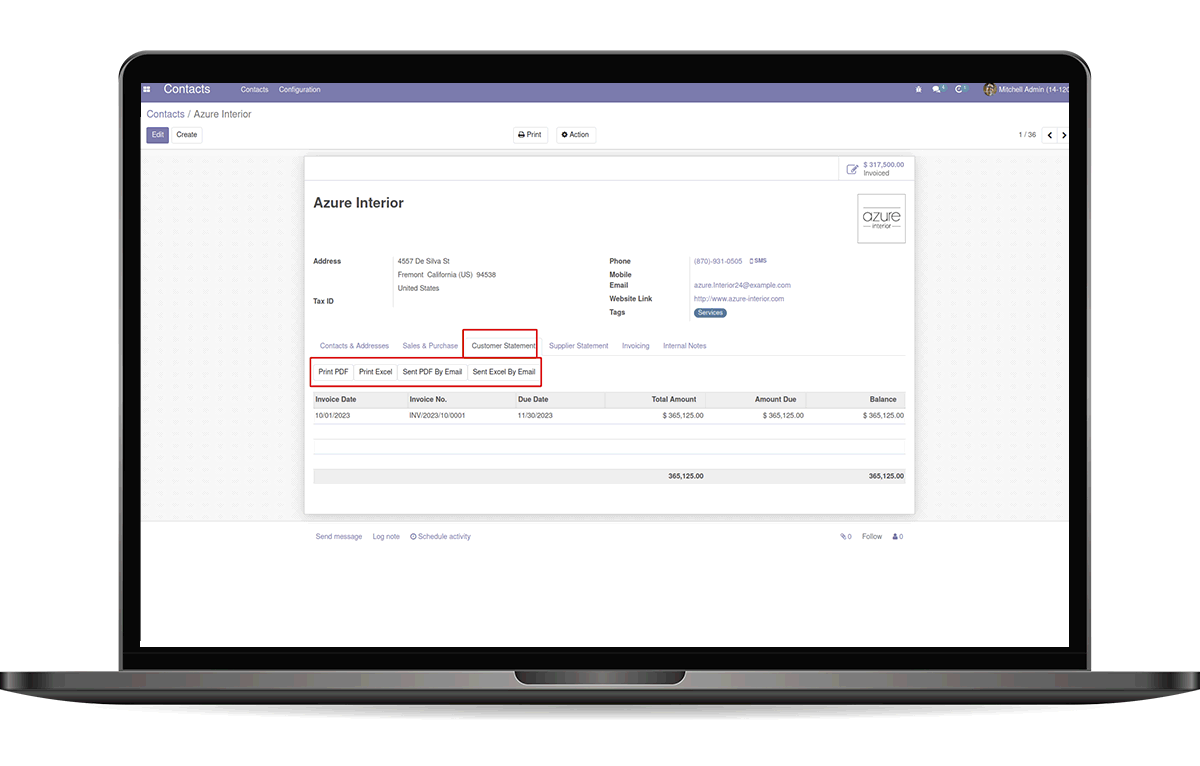 Contacts Contacts Configuration 4 5 Mitchell Admin (14-120
Contacts / Azure Interior
Edit Create Print Action 1 / 36
$ 317,500.00
Invoiced
Azure Interior
azure
interior
Address 4557 De Silva St Phone (870)-931-0505 SMS
Fremont California (US) 94538 Mobile
United States Email azure.Interior24@example.com
Tax ID Website Link http://www.azure-interior.com
Tags Services
Contacts & Addresses Sales & Purchase Customer Statement Supplier Statement Invoicing Internal Notes
Print PDF Print Excel Sent PDF By Email Sent Excel By Email
Invoice Date Invoice No. Due Date Total Amount Amount Due Balance
10/01/2023 INV/2023/10/0001 11/30/2023 $ 365,125.00 $ 365,125.00 $ 365,125.00
365,125.00 365,125.00
Send message Log note Schedule activity 0 Follow 0